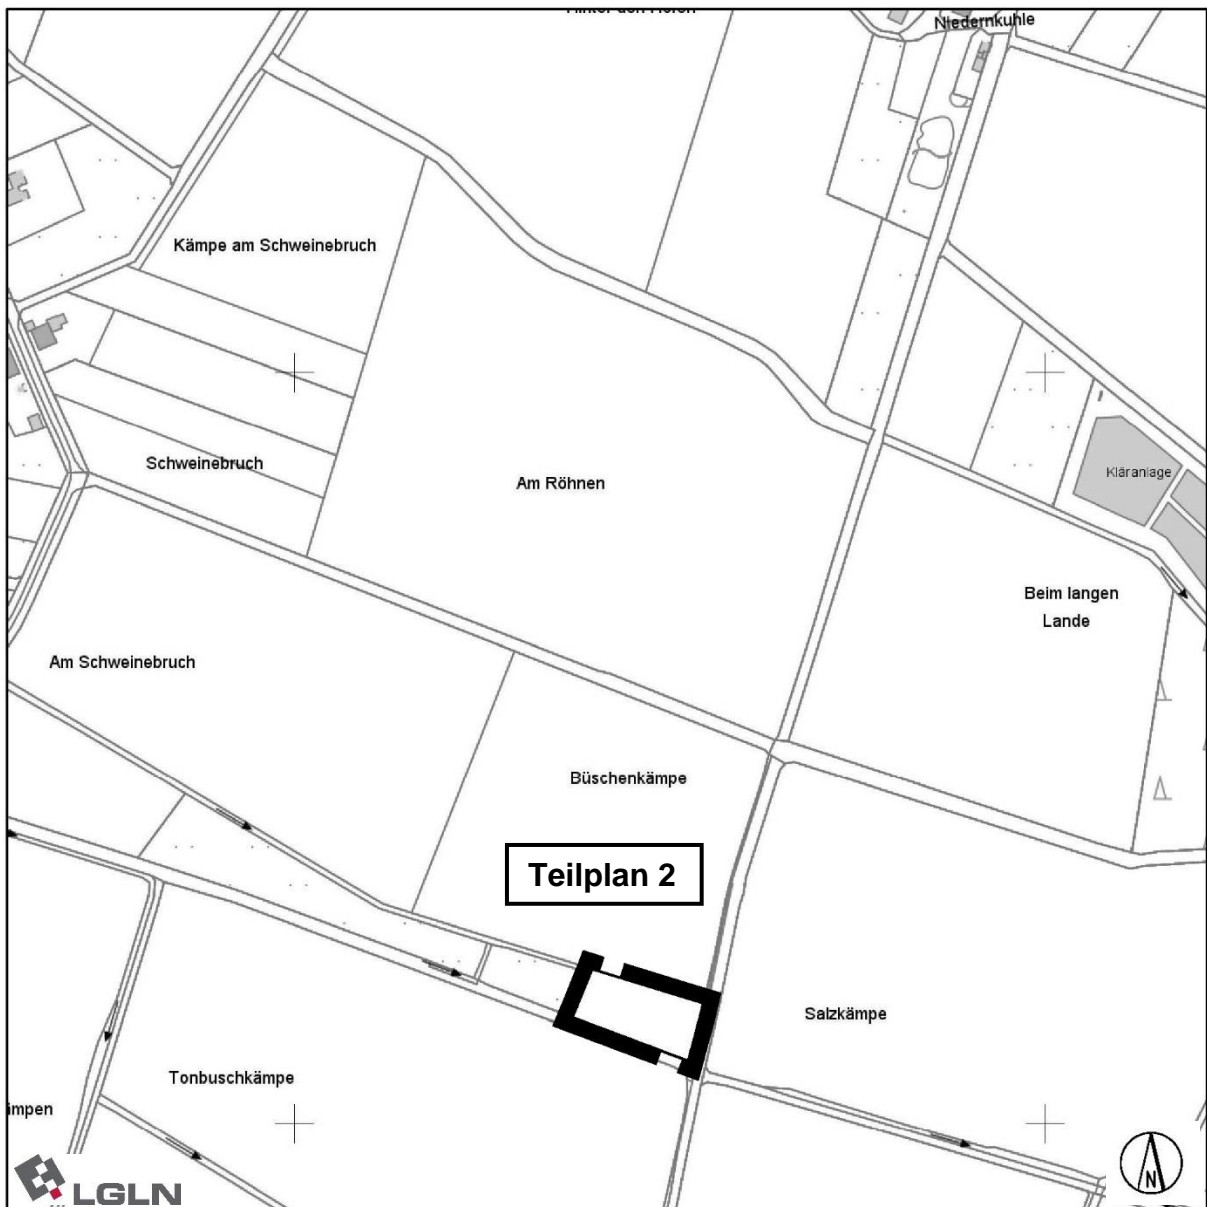 Niedernkuhle
Kämpe am Schweinebruch
Schweinebruch
Am Röhnen
Kläranlage
Beim langen
Lande
Am Schweinebruch
Büschenkämpe
Teilplan 2
Salzkämpe
Tonbuschkämpe
impen
LGLN
N